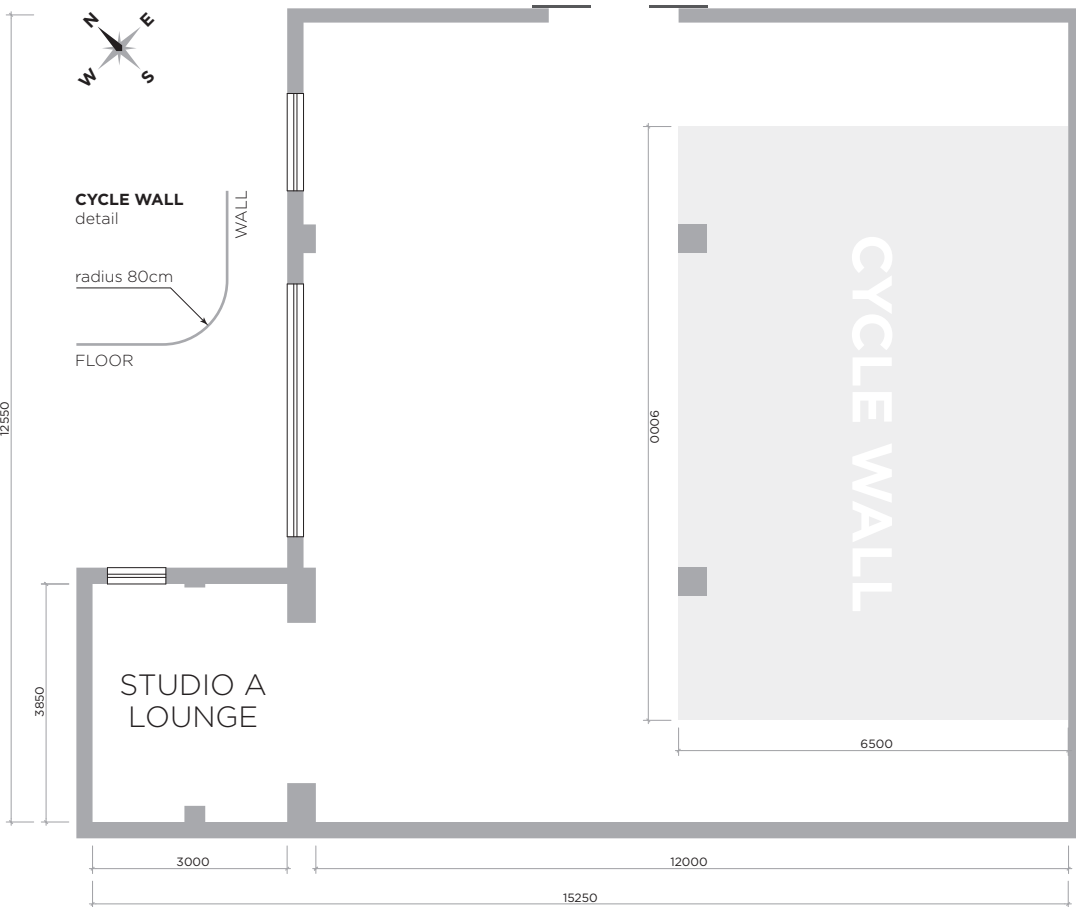 N
E
W
S
CYCLE WALL
detail
WALL
radius 80cm
FLOOR
12550
9000
CYCLE WALL
3850
STUDIO A
LOUNGE
6500
3000
12000
15250